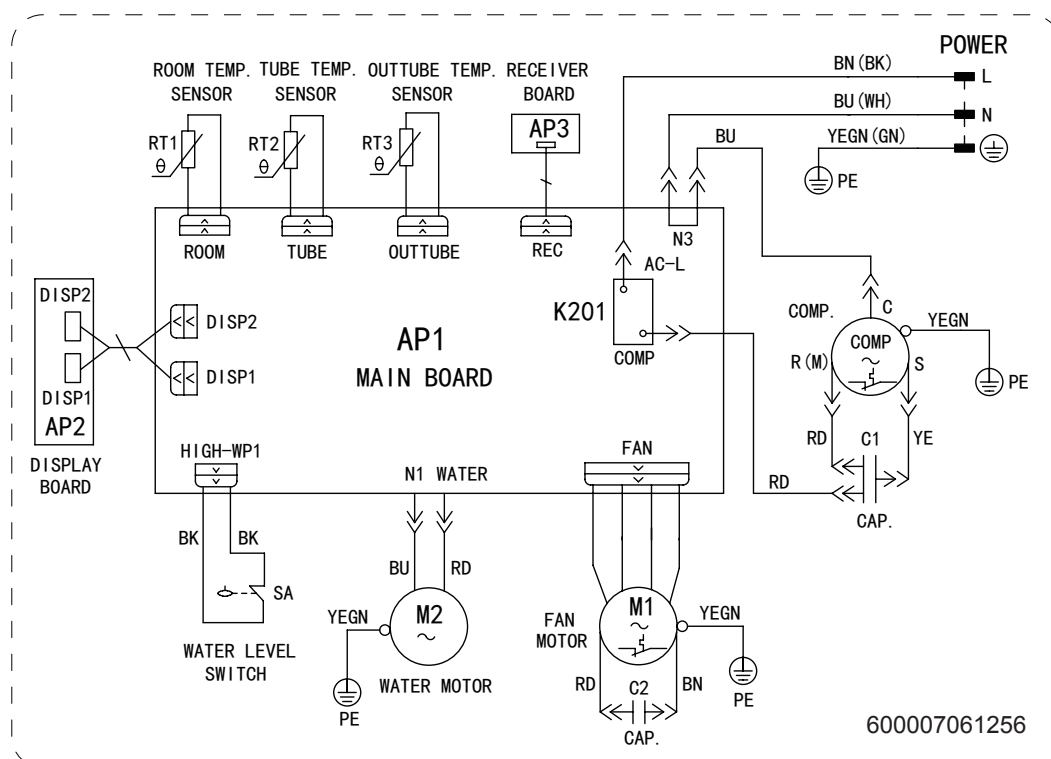 POWER
BN(BK)
L
BU(WH)
N
BU
YEGN(GN)
PE
ROOM TEMP.
SENSOR
TUBE TEMP.
SENSOR
OUTTUBE TEMP.
SENSOR
RECEIVER
BOARD
RT1
θ
RT2
θ
RT3
θ
AP3
ROOM
TUBE
OUTTUBE
REC
N3
AC-L
K201
COMP
DISP2
DISP1
AP2
DISPLAY
BOARD
DISP2
DISP1
AP1
MAIN BOARD
COMP.
C
YEGN
COMP
~
R(M)
S
PE
RD
C1
YE
RD
CAP.
HIGH-WP1
N1 WATER
FAN
BK
BK
SA
WATER LEVEL
SWITCH
BU
RD
M2
~
YEGN
PE
WATER MOTOR
FAN
MOTOR
M1
~
YEGN
RD
C2
BN
PE
CAP.
600007061256